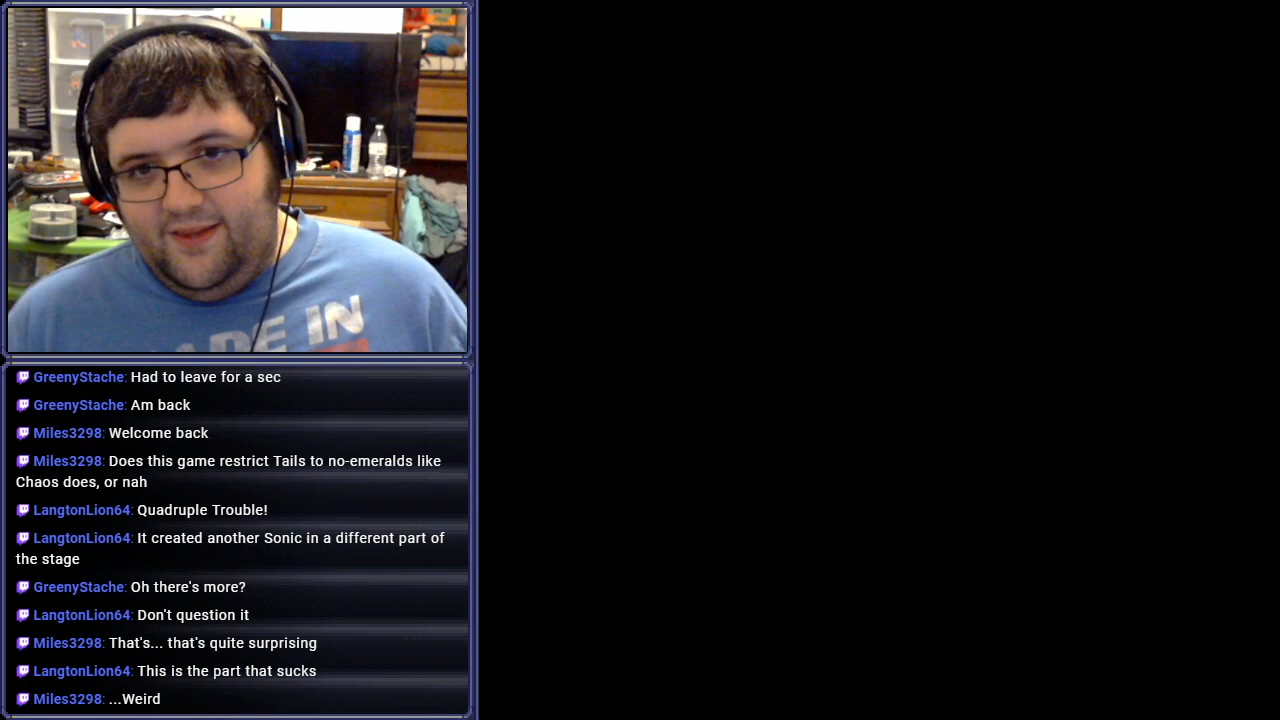 MADE IN
GreenyStache: Had to leave for a sec
GreenyStache: Am back
Miles3298: Welcome back
Miles3298: Does this game restrict Tails to no-emeralds like
Chaos does, or nah
LangtonLion64: Quadruple Trouble!
LangtonLion64: It created another Sonic in a different part of
the stage
GreenyStache: Oh there's more?
LangtonLion64: Don't question it
Miles3298: That's... that's quite surprising
LangtonLion64: This is the part that sucks
Miles3298: ...Weird